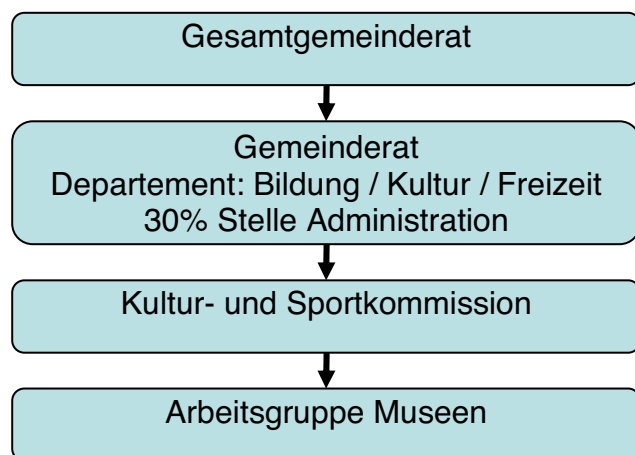 Gesamtgemeinderat
Gemeinderat
Departement: Bildung / Kultur / Freizeit
30% Stelle Administration
Kultur- und Sportkommission
Arbeitsgruppe Museen